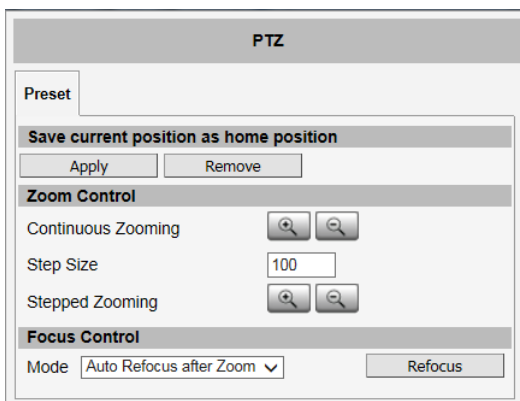 PTZ
Preset
Save current position as home position
Apply Remove
Zoom Control
Continuous Zooming
Step Size 100
Stepped Zooming
Focus Control
Mode Auto Refocus after Zoom Refocus